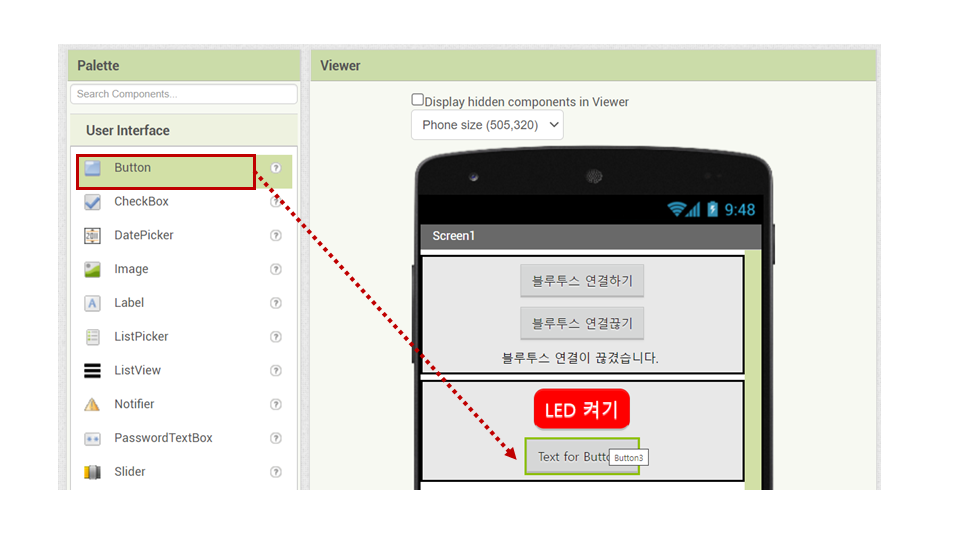 Palette
Search Components...
User Interface
Button
?
CheckBox
?
DatePicker
?
Image
?
Label
?
ListPicker
?
ListView
?
Notifier
?
PasswordTextBox
?
Slider
?
Viewer
Display hidden components in Viewer
Phone size (505,320)
9:48
Screen1
블루투스 연결하기
블루투스 연결끊기
블루투스 연결이 끊겼습니다.
LED 켜기
Text for Butto
Button3